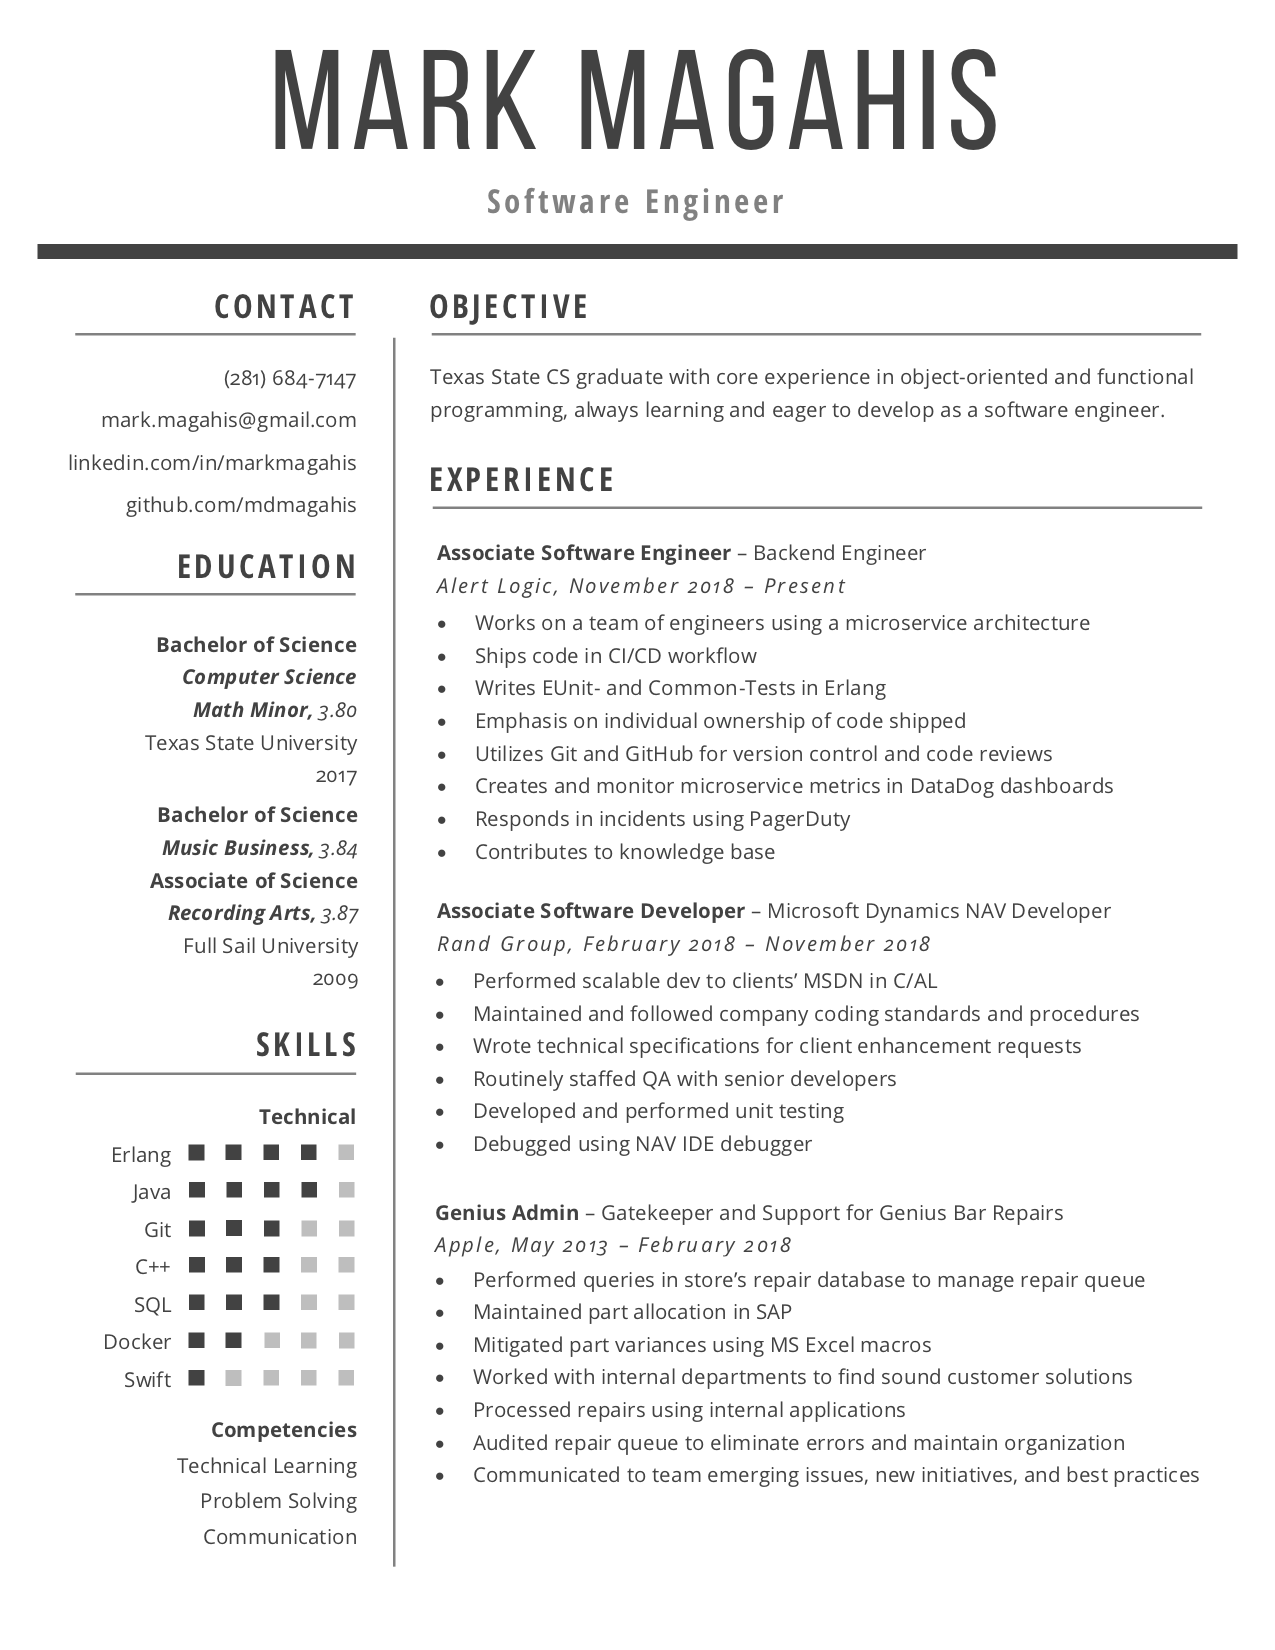 MARK MAGAHIS
Software Engineer
CONTACT
(281) 684-7147
mark.magahis@gmail.com
linkedin.com/in/markmagahis
github.com/mdmagahis
EDUCATION
Bachelor of Science
Computer Science
Math Minor, 3.80
Texas State University
2017
Bachelor of Science
Music Business, 3.84
Associate of Science
Recording Arts, 3.87
Full Sail University
2009
SKILLS
Technical
Erlang
Java
Git
C++
SQL
Docker
Swift
Competencies
Technical Learning
Problem Solving
Communication
OBJECTIVE
Texas State CS graduate with core experience in object-oriented and functional
programming, always learning and eager to develop as a software engineer.
EXPERIENCE
Associate Software Engineer – Backend Engineer
Alert Logic, November 2018 – Present
• Works on a team of engineers using a microservice architecture
• Ships code in CI/CD workflow
• Writes EUnit- and Common-Tests in Erlang
• Emphasis on individual ownership of code shipped
• Utilizes Git and GitHub for version control and code reviews
• Creates and monitor microservice metrics in DataDog dashboards
• Responds in incidents using PagerDuty
• Contributes to knowledge base
Associate Software Developer – Microsoft Dynamics NAV Developer
Rand Group, February 2018 – November 2018
• Performed scalable dev to clients’ MSDN in C/AL
• Maintained and followed company coding standards and procedures
• Wrote technical specifications for client enhancement requests
• Routinely staffed QA with senior developers
• Developed and performed unit testing
• Debugged using NAV IDE debugger
Genius Admin – Gatekeeper and Support for Genius Bar Repairs
Apple, May 2013 – February 2018
• Performed queries in store’s repair database to manage repair queue
• Maintained part allocation in SAP
• Mitigated part variances using MS Excel macros
• Worked with internal departments to find sound customer solutions
• Processed repairs using internal applications
• Audited repair queue to eliminate errors and maintain organization
• Communicated to team emerging issues, new initiatives, and best practices